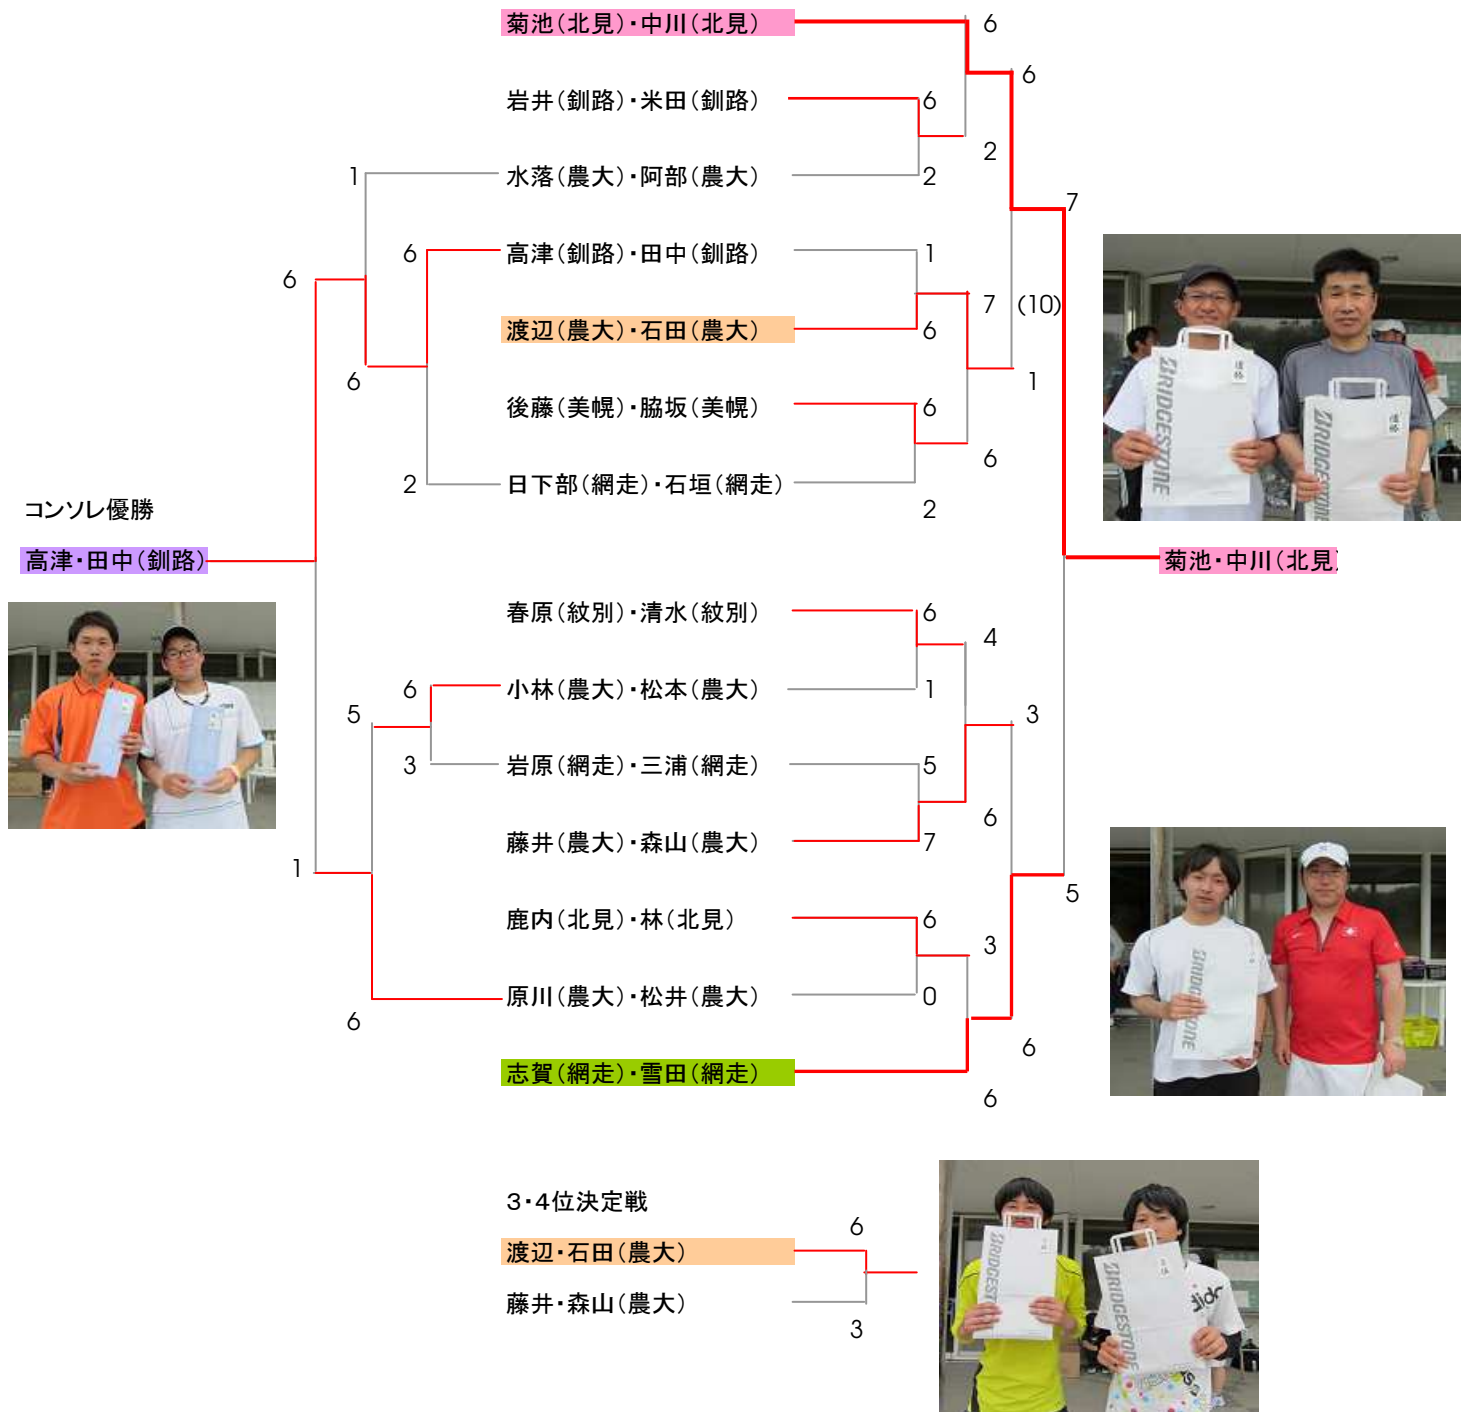 菊池(北見)・中川(北見)
6
6
岩井(釧路)・米田(釧路)
6
2
1
水落(農大)・阿部(農大)
2
7
6
高津(釧路)・田中(釧路)
1
6
7
(10)
渡辺(農大)・石田(農大)
6
6
1
後藤(美幌)・脇坂(美幌)
6
6
2
日下部(網走)・石垣(網走)
2
コンソレ優勝
高津・田中(釧路)
菊池・中川(北見)
春原(紋別)・清水(紋別)
6
4
6
小林(農大)・松本(農大)
1
5
3
3
岩原(網走)・三浦(網走)
5
6
藤井(農大)・森山(農大)
7
1
5
鹿内(北見)・林(北見)
6
3
原川(農大)・松井(農大)
0
6
6
志賀(網走)・雪田(網走)
6
3・4位決定戦
6
渡辺・石田(農大)
藤井・森山(農大)
3
BRIDGESTONE
優勝
BRIDGESTONE
優勝
BRIDGESTONE
BRIDGESTONE
BRIDGESTONE
adidas